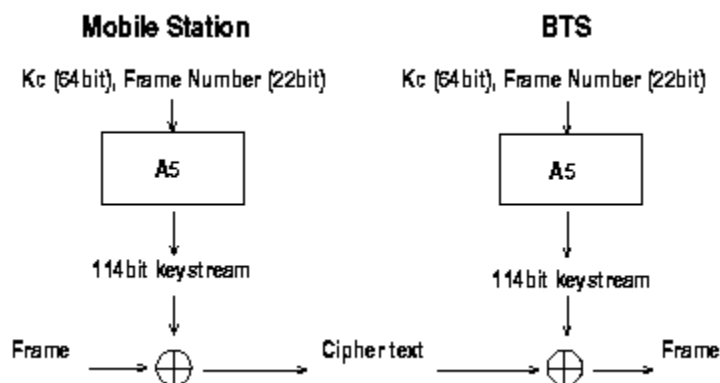 Mobile Station
BTS
Kc (64bit), Frame Number (22bit)
Kc (64bit), Frame Number (22bit)
A5
A5
114bit keystream
114bit keystream
Frame
Cipher text
Frame